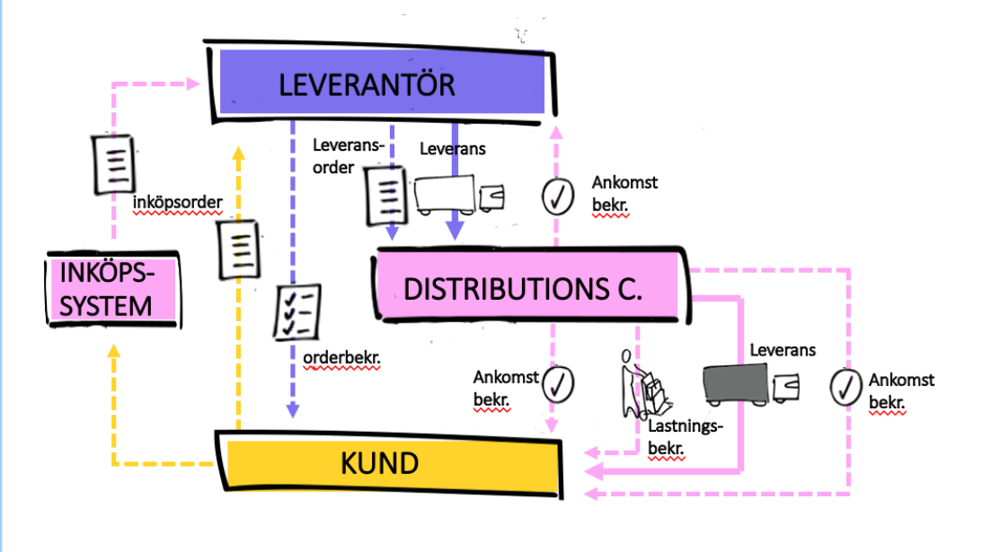 LEVERANTÖR
Leverans-
order
Leverans
Ankomst
bekr.
inköpsorder
INKÖPS-
SYSTEM
DISTRIBUTIONS C.
orderbekr.
Leverans
Ankomst
bekr.
Ankomst
bekr.
Lastnings-
bekr.
KUND